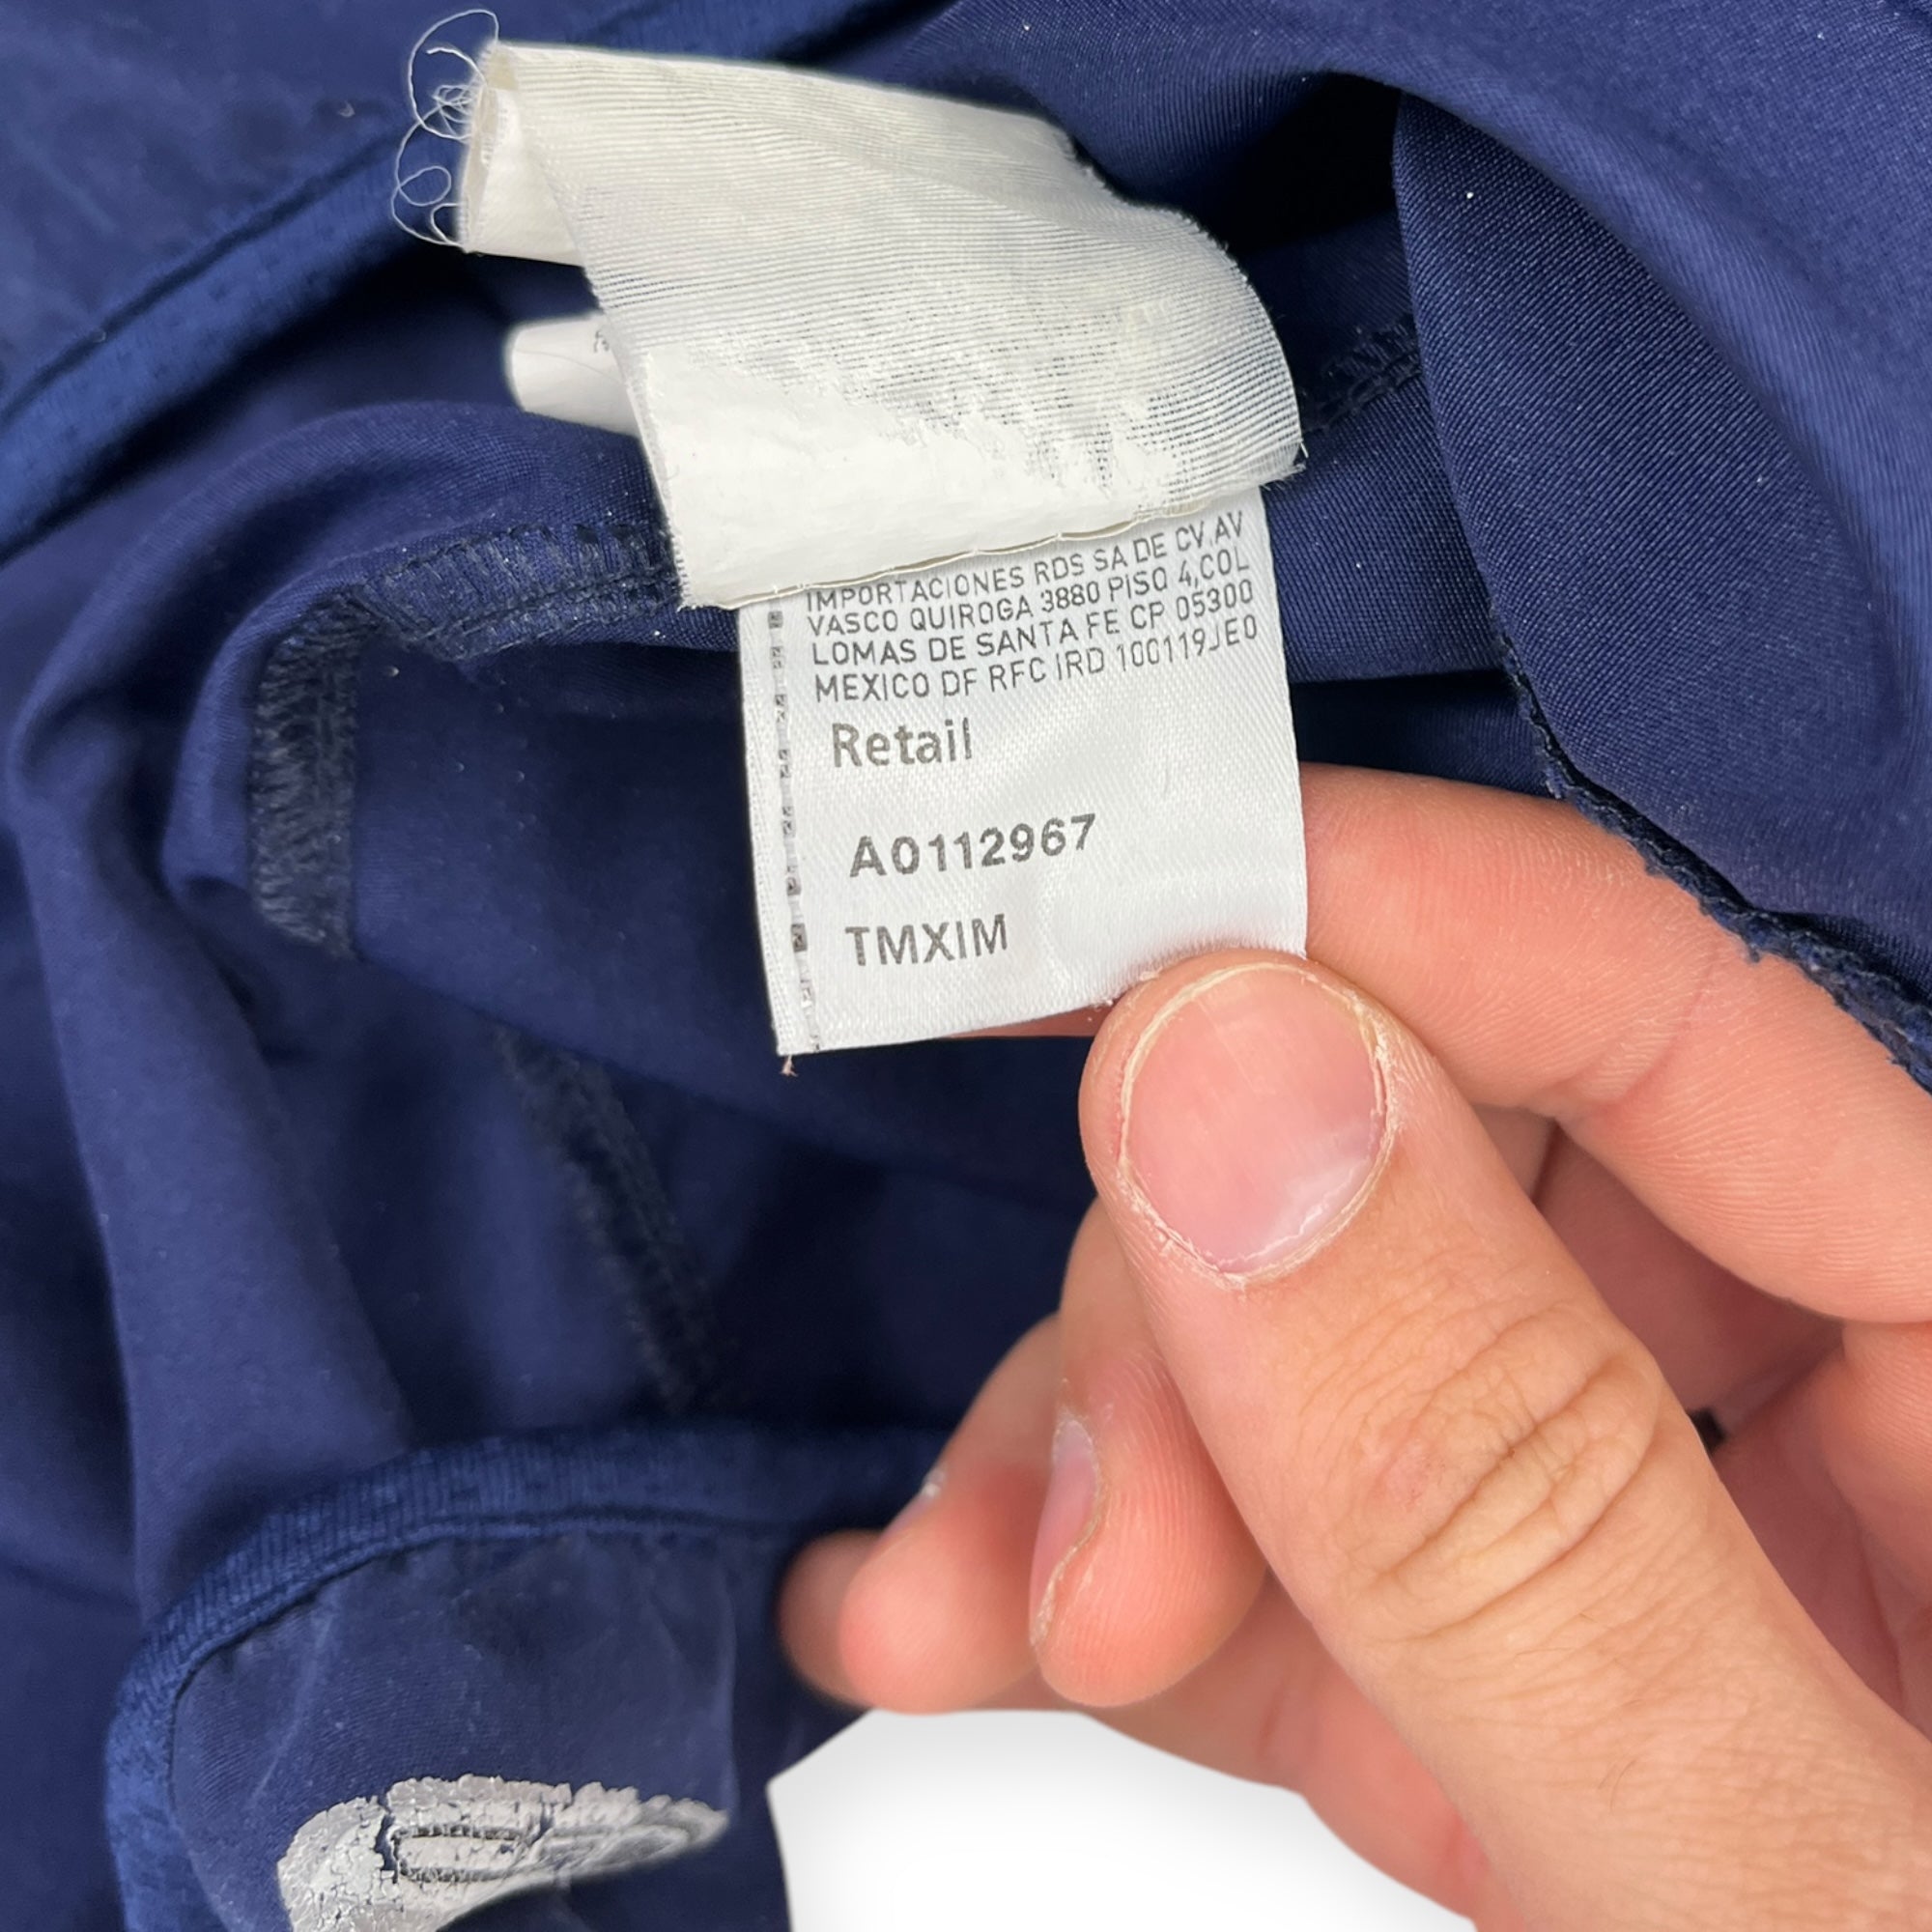 IMPORTACIONES RDS SA DE CV,AV
VASCO QUIROGA 3880 PISO 4,COL
LOMAS DE SANTA FE CP 05300
MEXICO DF RFC IRD 100119JE0
Retail
A0112967
TMXIM